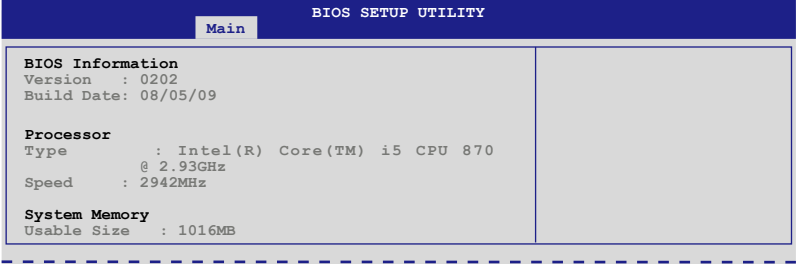 BIOS SETUP UTILITY
Main
BIOS Information
Version : 0202
Build Date: 08/05/09
Processor
Type : Intel(R) Core(TM) i5 CPU 870
@ 2.93GHz
Speed : 2942MHz
System Memory
Usable Size : 1016MB